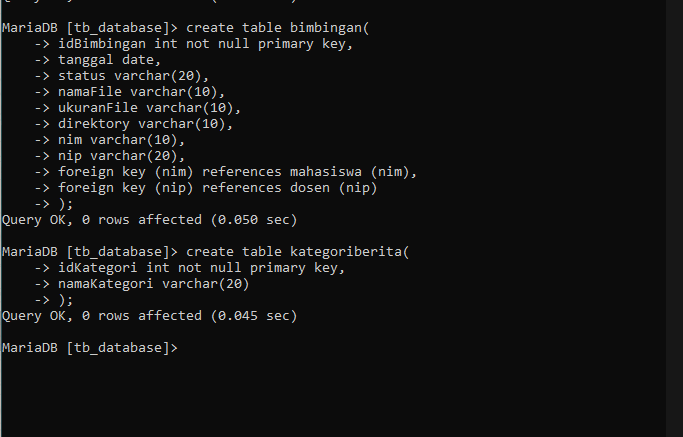 MariaDB [tb_database]> create table bimbingan(
-> idBimbingan int not null primary key,
-> tanggal date,
-> status varchar(20),
-> namaFile varchar(10),
-> ukuranFile varchar(10),
-> direktory varchar(10),
-> nim varchar(10),
-> nip varchar(20),
-> foreign key (nim) references mahasiswa (nim),
-> foreign key (nip) references dosen (nip)
-> );
Query OK, 0 rows affected (0.050 sec)
MariaDB [tb_database]> create table kategoriberita(
-> idKategori int not null primary key,
-> namaKategori varchar(20)
-> );
Query OK, 0 rows affected (0.045 sec)
MariaDB [tb_database]>